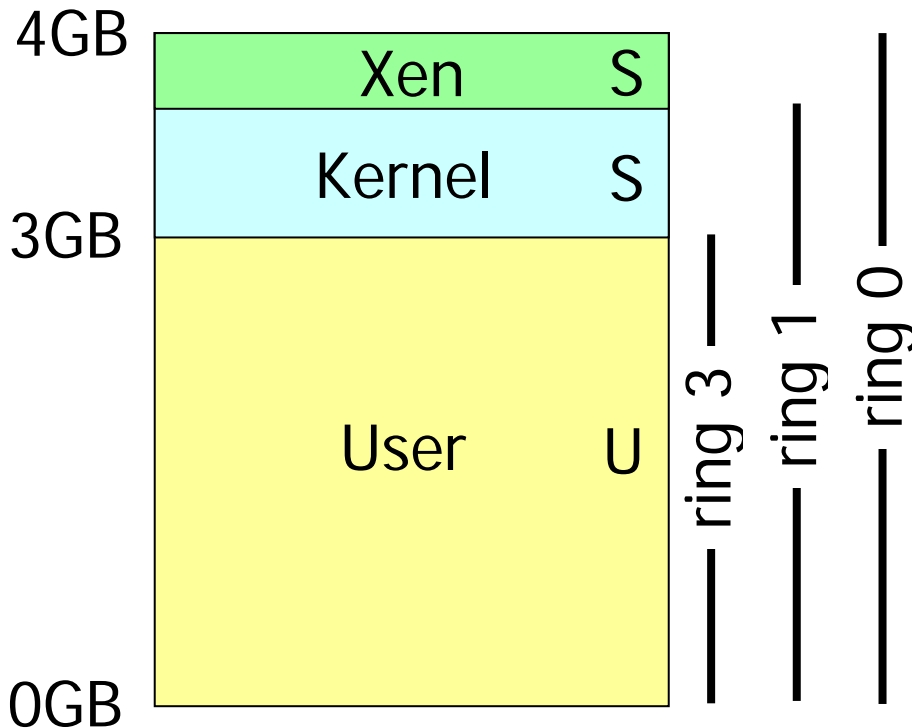 4GB
Xen S
Kernel S
3GB
User U
0GB
ring 3
ring 1
ring 0